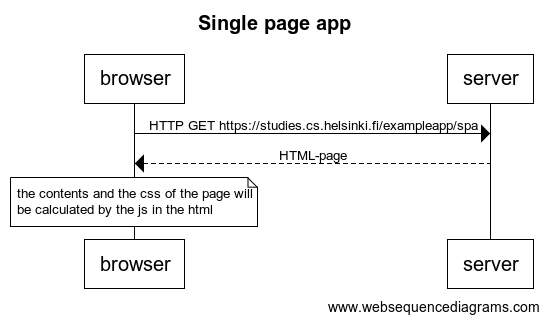 Single page app
browser
server
HTTP GET https://studies.cs.helsinki.fi/exampleapp/spa
HTML-page
the contents and the css of the page will
be calculated by the js in the html
browser
server
www.websequencediagrams.com